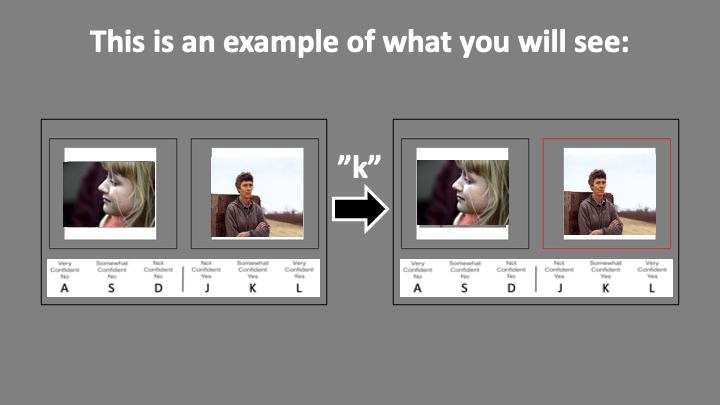 This is an example of what you will see:
"k"
Very Confident No
Somewhat Confident No
Not Confident No
Not Confident Yes
Somewhat Confident Yes
Very Confident Yes
A S D J K L
Very Confident No
Somewhat Confident No
Not Confident No
Not Confident Yes
Somewhat Confident Yes
Very Confident Yes
A S D J K L